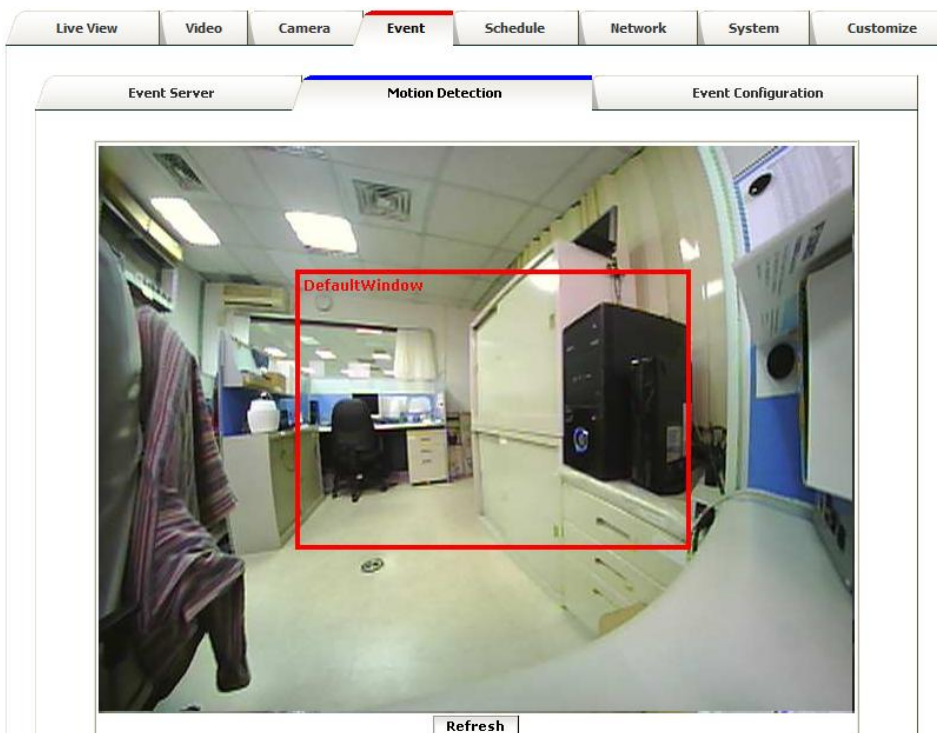 Live View Video Camera Event Schedule Network System Customize
Event Server Motion Detection Event Configuration
DefaultWindow
Refresh